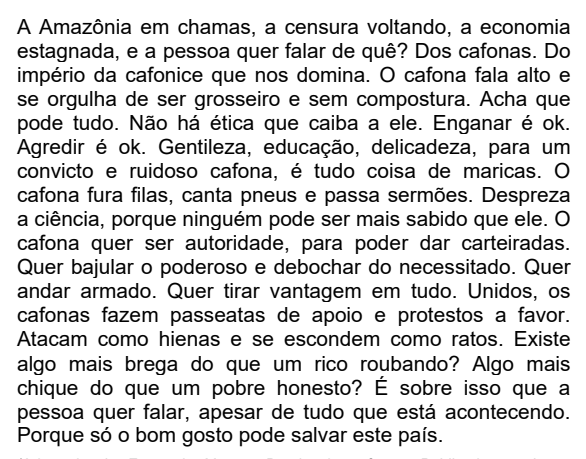 A Amazônia em chamas, a censura voltando, a economia
estagnada, e a pessoa quer falar de quê? Dos cafonas. Do
império da cafonice que nos domina. O cafona fala alto e
se orgulha de ser grosseiro e sem compostura. Acha que
pode tudo. Não há ética que caiba a ele. Enganar é ok.
Agredir é ok. Gentileza, educação, delicadeza, para um
convicto e ruidoso cafona, é tudo coisa de maricas. O
cafona fura filas, canta pneus e passa sermões. Despreza
a ciência, porque ninguém pode ser mais sabido que ele. O
cafona quer ser autoridade, para poder dar carteiradas.
Quer bajular o poderoso e debochar do necessitado. Quer
andar armado. Quer tirar vantagem em tudo. Unidos, os
cafonas fazem passeatas de apoio e protestos a favor.
Atacam como hienas e se escondem como ratos. Existe
algo mais brega do que um rico roubando? Algo mais
chique do que um pobre honesto? É sobre isso que a
pessoa quer falar, apesar de tudo que está acontecendo.
Porque só o bom gosto pode salvar este país.